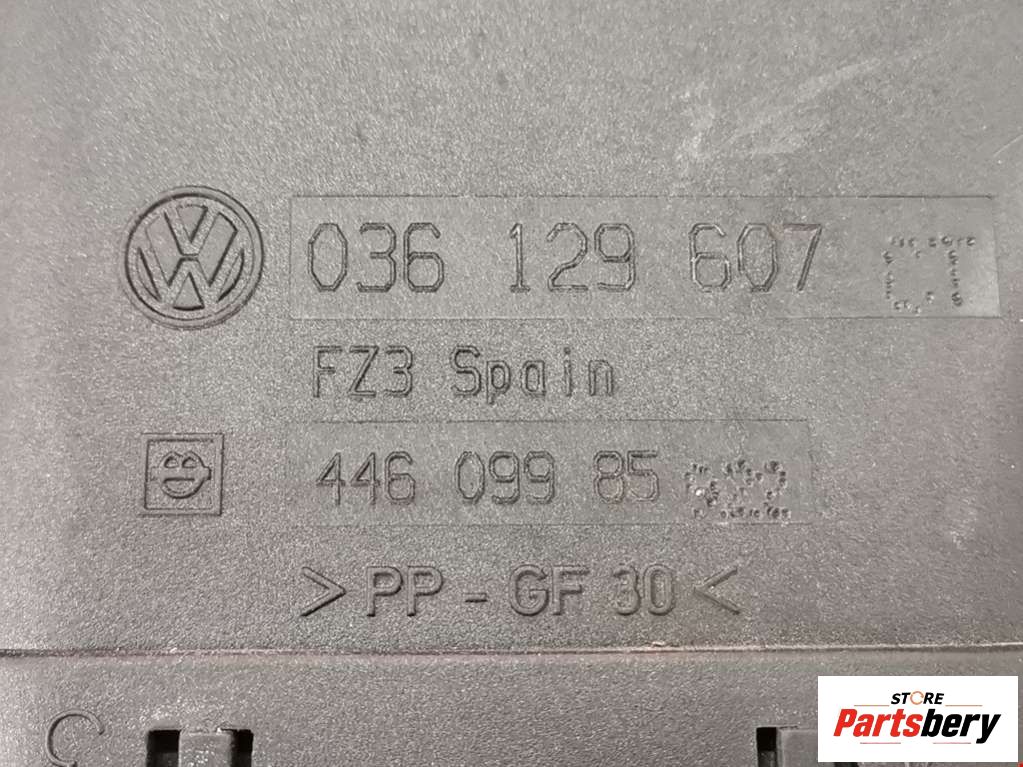 036 129 607
FZ3 Spain
446 099 85
> PP - GF 30 <
C
STORE
Partsbery